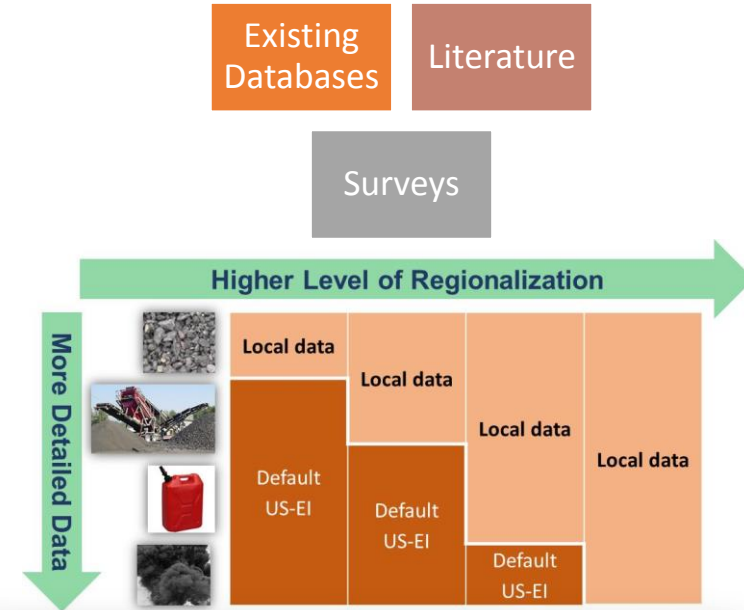 Existing
Databases
Literature
Surveys
Higher Level of Regionalization
More Detailed Data
Local data
Local data
Local data
Local data
Default
US-EI
Default
US-EI
Default
US-EI